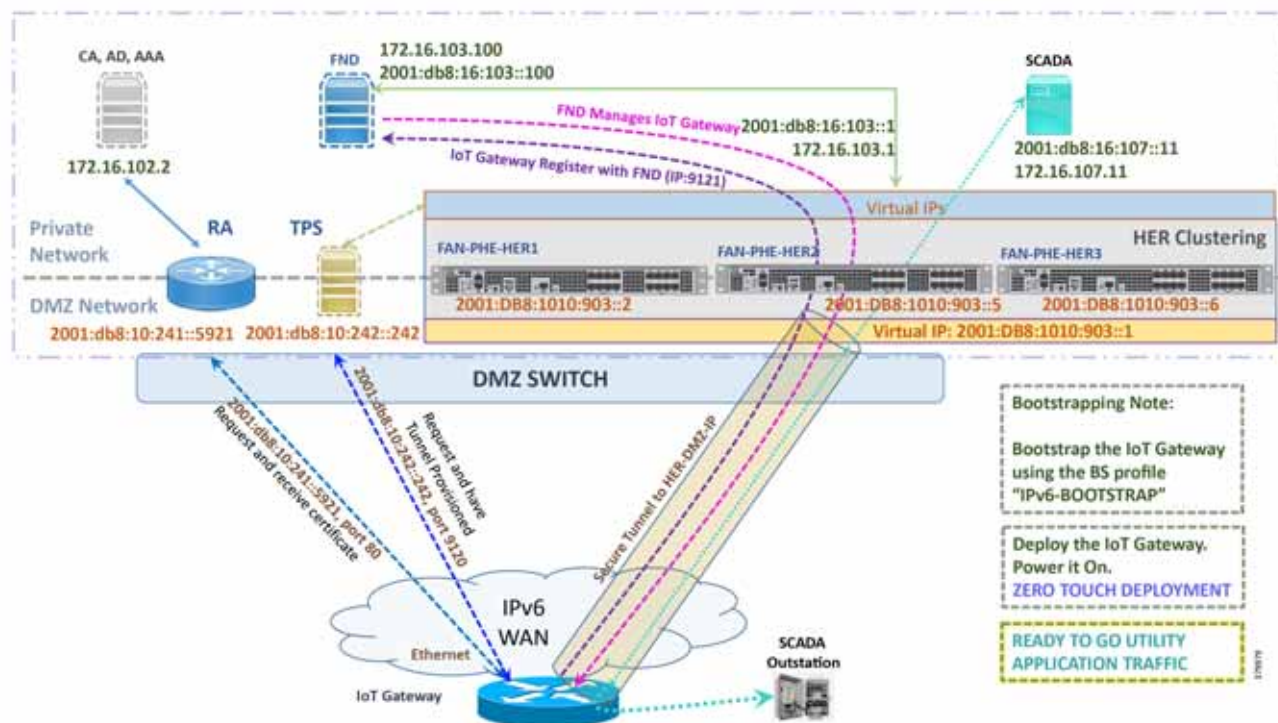 CA, AD, AAA
172.16.102.2
FND
172.16.103.100
2001:db8:16:103::100
FND Manages IoT Gateway
IoT Gateway Register with FND (IP:9121)
2001:db8:16:103::1
172.16.103.1
SCADA
2001:db8:16:107::11
172.16.107.11
Private
Network
DMZ Network
RA
TPS
2001:db8:10:241::5921
2001:db8:10:242::242
Virtual IPs
HER Clustering
FAN-PHE-HER1
FAN-PHE-HER2
FAN-PHE-HER3
2001:DB8:1010:903::2
2001:DB8:1010:903::5
2001:DB8:1010:903::6
Virtual IP: 2001:DB8:1010:903::1
DMZ SWITCH
2001:db8:10:241::5921, port 80
Request and receive certificate
Request and have
Tunnel Provisioned
2001:db8:10:242::242, port 9120
Secure Tunnel to HER-DMZ-IP
IPv6
WAN
Ethernet
IoT Gateway
SCADA
Outstation
Bootstrapping Note:
Bootstrap the IoT Gateway
using the BS profile
"IPv6-BOOTSTRAP"
Deploy the IoT Gateway.
Power it On.
ZERO TOUCH DEPLOYMENT
READY TO GO UTILITY
APPLICATION TRAFFIC